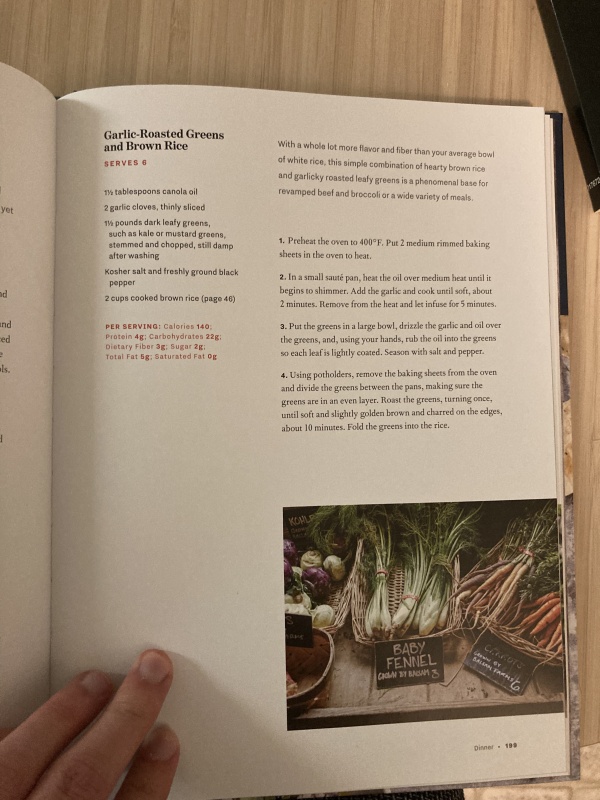 yet
nd
und
ed
e
ls.
d
Garlic-Roasted Greens
and Brown Rice
SERVES 6
1½ tablespoons canola oil
2 garlic cloves, thinly sliced
1½ pounds dark leafy greens,
such as kale or mustard greens,
stemmed and chopped, still damp
after washing
Kosher salt and freshly ground black
pepper
2 cups cooked brown rice (page 46)
PER SERVING: Calories 140;
Protein 4g; Carbohydrates 22g;
Dietary Fiber 3g; Sugar 2g;
Total Fat 5g; Saturated Fat 0g
With a whole lot more flavor and fiber than your average bowl
of white rice, this simple combination of hearty brown rice
and garlicky roasted leafy greens is a phenomenal base for
revamped beef and broccoli or a wide variety of meals.
1. Preheat the oven to 400°F. Put 2 medium rimmed baking
sheets in the oven to heat.
2. In a small sauté pan, heat the oil over medium heat until it
begins to shimmer. Add the garlic and cook until soft, about
2 minutes. Remove from the heat and let infuse for 5 minutes.
3. Put the greens in a large bowl, drizzle the garlic and oil over
the greens, and, using your hands, rub the oil into the greens
so each leaf is lightly coated. Season with salt and pepper.
4. Using potholders, remove the baking sheets from the oven
and divide the greens between the pans, making sure the
greens are in an even layer. Roast the greens, turning once,
until soft and slightly golden brown and charred on the edges,
about 10 minutes. Fold the greens into the rice.
KOHL
S
BABY
FENNEL
GROWN BY BALSAM 3
CARROTS
GROWN BY
BALSAM FARMS 6
Dinner • 199